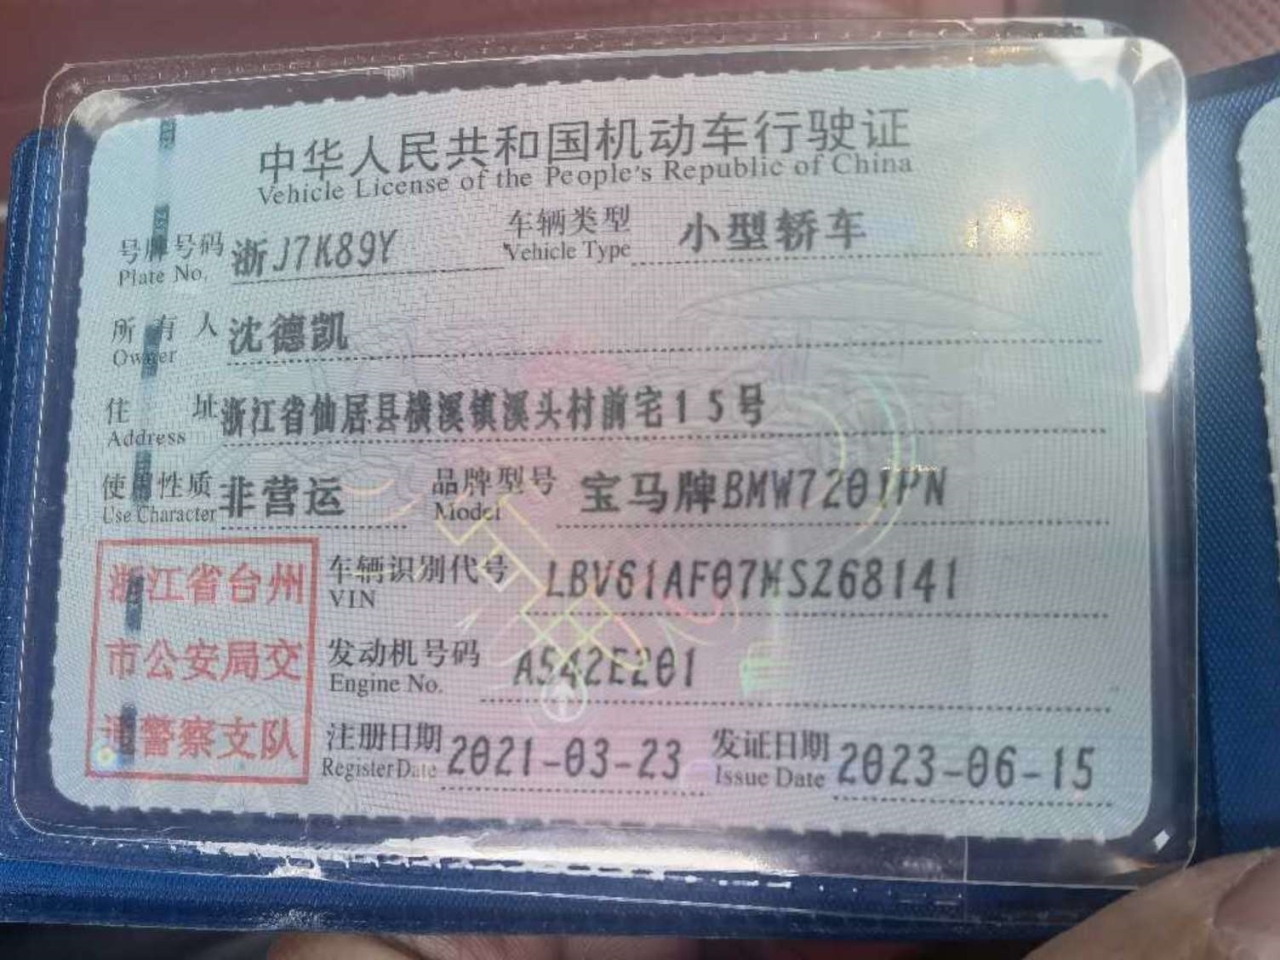 中华人民共和国机动车行驶证
Vehicle License of the People's Republic of China
号牌号码 浙J7K89Y 车辆类型 小型轿车
Plate No. Vehicle Type
所有人 沈德凯
Owner
住址 浙江省仙居县横溪镇溪头村前宅15号
Address
使用性质 非营运 品牌型号 宝马牌BMW7201PN
Use Character Model
浙江省台州
市公安局交
通警察支队
车辆识别代号 LBV61AF07MSZ68141
VIN
发动机号码 A542E201
Engine No.
注册日期 2021-03-23 发证日期 2023-06-15
Register Date Issue Date